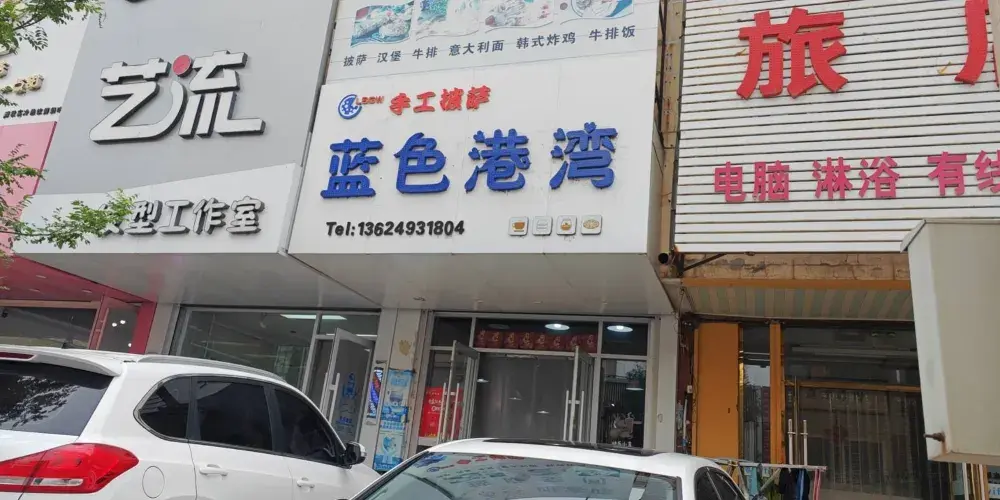 艺流
型工作室
披萨 汉堡 牛排 意大利面 韩式炸鸡 牛排饭
手工披萨
蓝色港湾
Tel:13624931804
旅
电脑 淋浴 有线